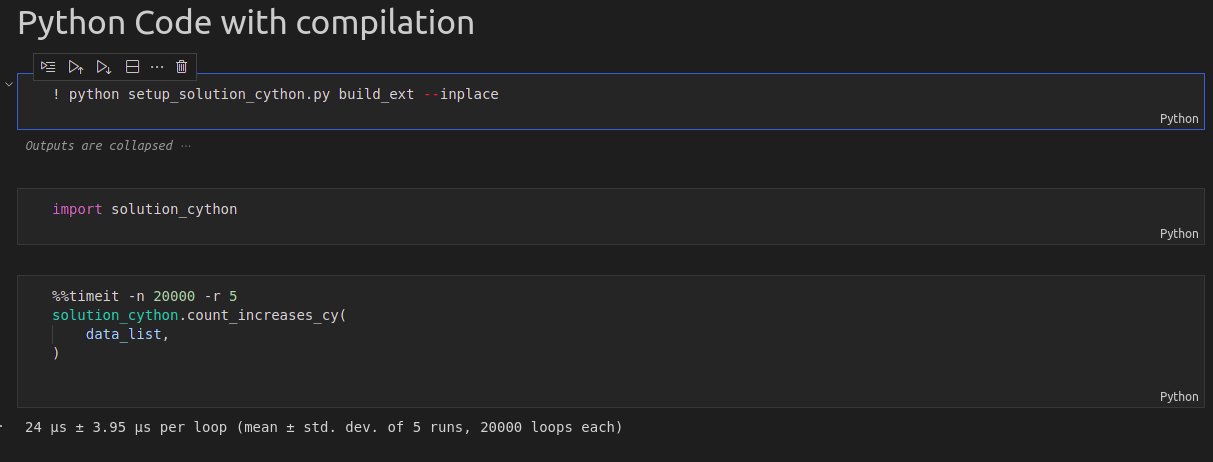 Python Code with compilation
! python setup_solution_cython.py build_ext --inplace
Python
Outputs are collapsed ...
import solution_cython
Python
%%timeit -n 20000 -r 5
solution_cython.count_increases_cy(
    data_list,
)
Python
24 µs ± 3.95 µs per loop (mean ± std. dev. of 5 runs, 20000 loops each)